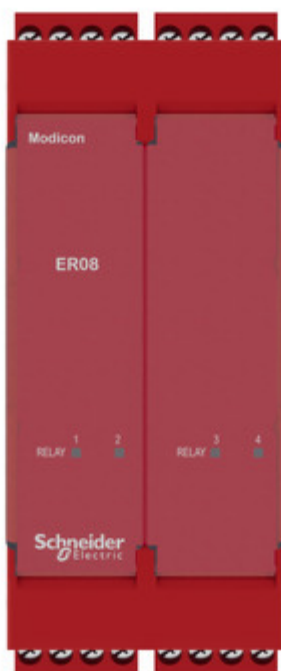 Modicon
ER08
1 2 3 4
RELAY RELAY
Schneider
Electric